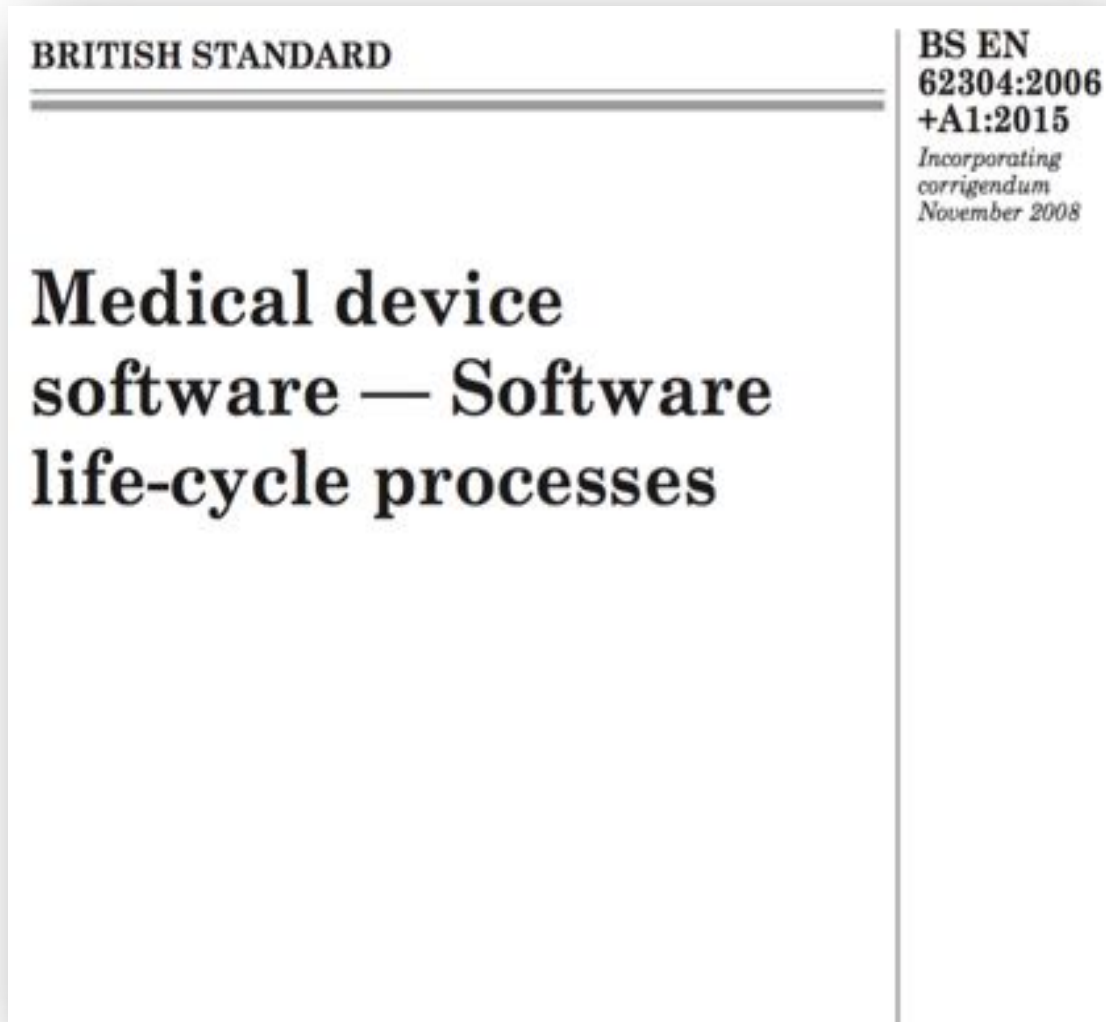 BRITISH STANDARD
BS EN
62304:2006
+A1:2015
Incorporating
corrigendum
November 2008
Medical device
software — Software
life-cycle processes